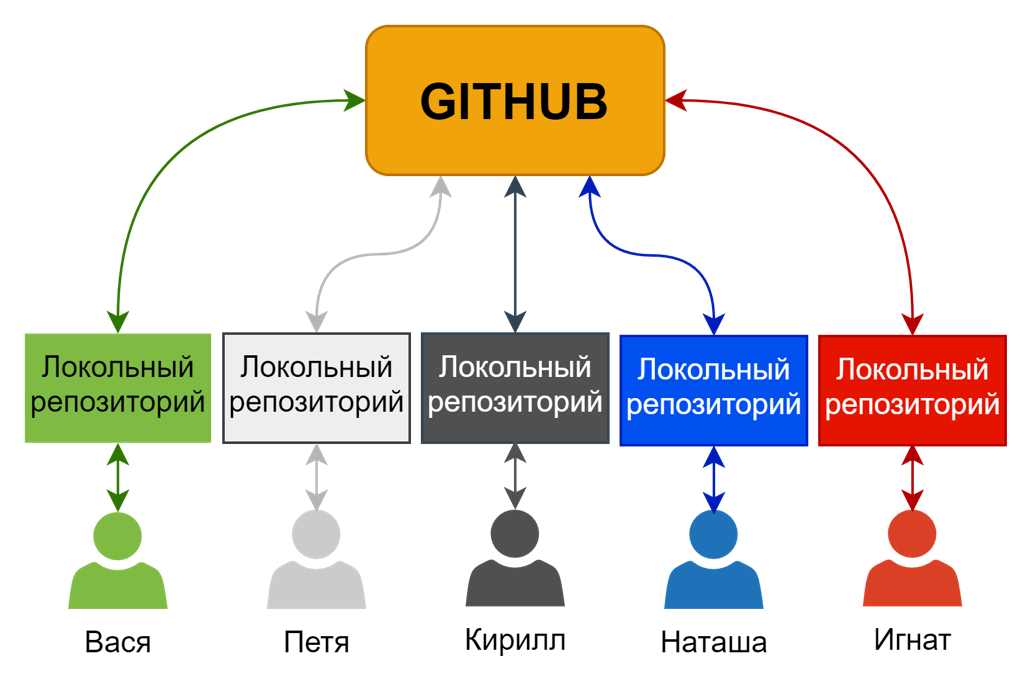 GITHUB
Локольный
репозиторий
Локольный
репозиторий
Локольный
репозиторий
Локольный
репозиторий
Локольный
репозиторий
Вася
Петя
Кирилл
Наташа
Игнат